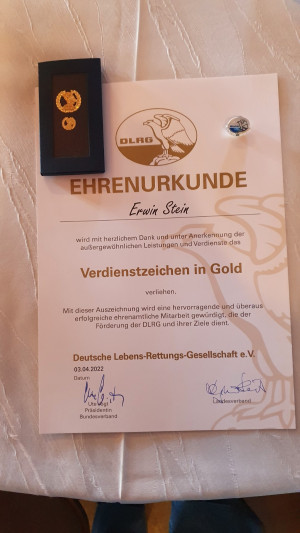 DLRG
EHRENURKUNDE
Erwin Stein
wird mit herzlichem Dank und unter Anerkennung der
außergewöhnlichen Leistungen und Verdienste das
Verdienstzeichen in Gold
verliehen.
Mit dieser Auszeichnung wird eine hervorragende und überaus
erfolgreiche ehrenamtliche Mitarbeit gewürdigt, die der
Förderung der DLRG und ihrer Ziele dient.
Deutsche Lebens-Rettungs-Gesellschaft e.V.
03.04.2022
Datum
Ute Vogt
Präsidentin
Landesverband
Bundesverband